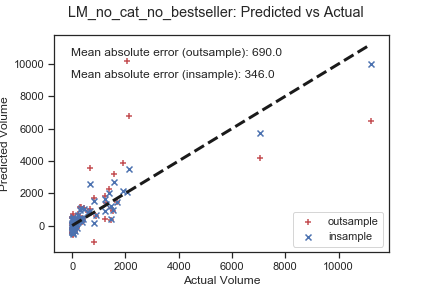 LM_no_cat_no_bestseller: Predicted vs Actual
Mean absolute error (outsample): 690.0
Mean absolute error (insample): 346.0
Predicted Volume
10000
8000
6000
4000
2000
0
0
2000
4000
6000
8000
10000
Actual Volume
outsample
insample